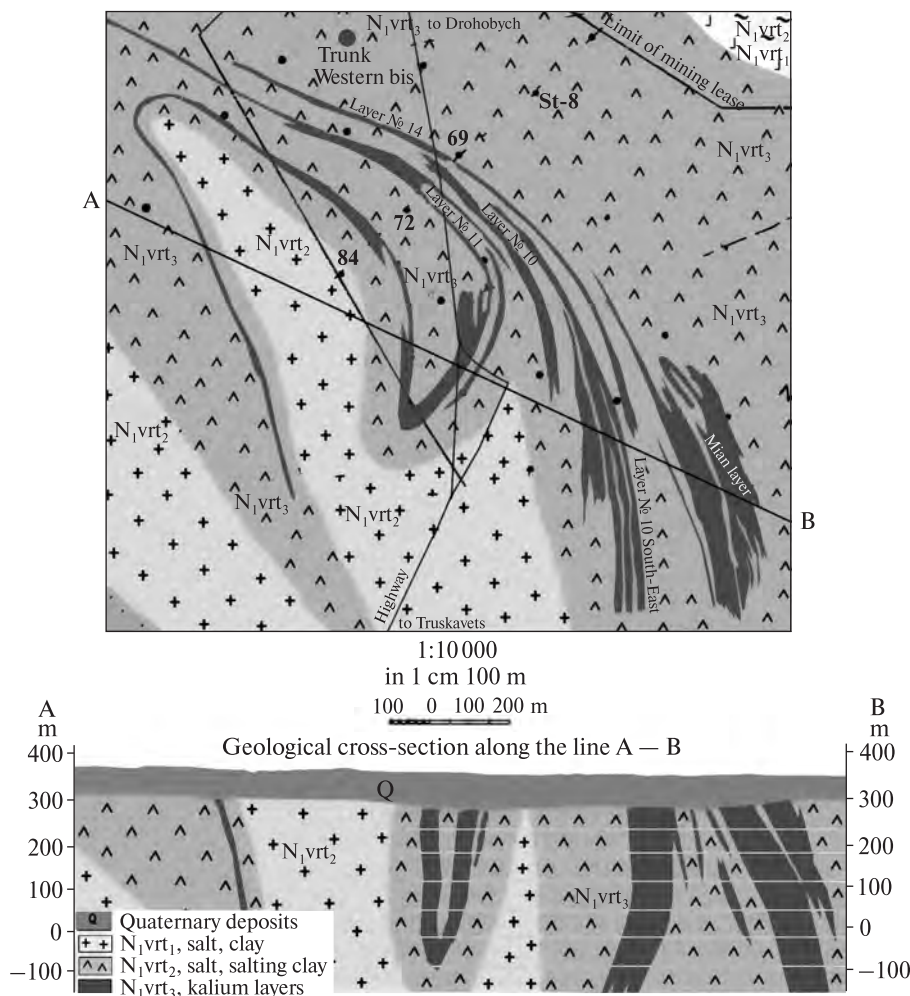 N₁vrt₃ to Drohobych
N₁vrt₂
N₁vrt₁
Trunk
Western bis
Limit of mining lease
St-8
Layer № 14
69
N₁vrt₃
A
72
Layer № 11
Layer № 10
N₁vrt₂
N₁vrt₃
84
N₁vrt₃
N₁vrt₃
N₁vrt₂
Mian layer
N₁vrt₃
N₁vrt₂
Layer № 10 South-East
B
Highway
to Truskavets
1:10 000
in 1 cm 100 m
100 0 100 200 m
A B
m m
Geological cross-section along the line A — B
400 400
Q
300 300
200 N₁vrt₂ 200
100 N₁vrt₃ 100
0 0
−100 −100
Q Quaternary deposits
N₁vrt₁, salt, clay
N₁vrt₂, salt, salting clay
N₁vrt₃, kalium layers